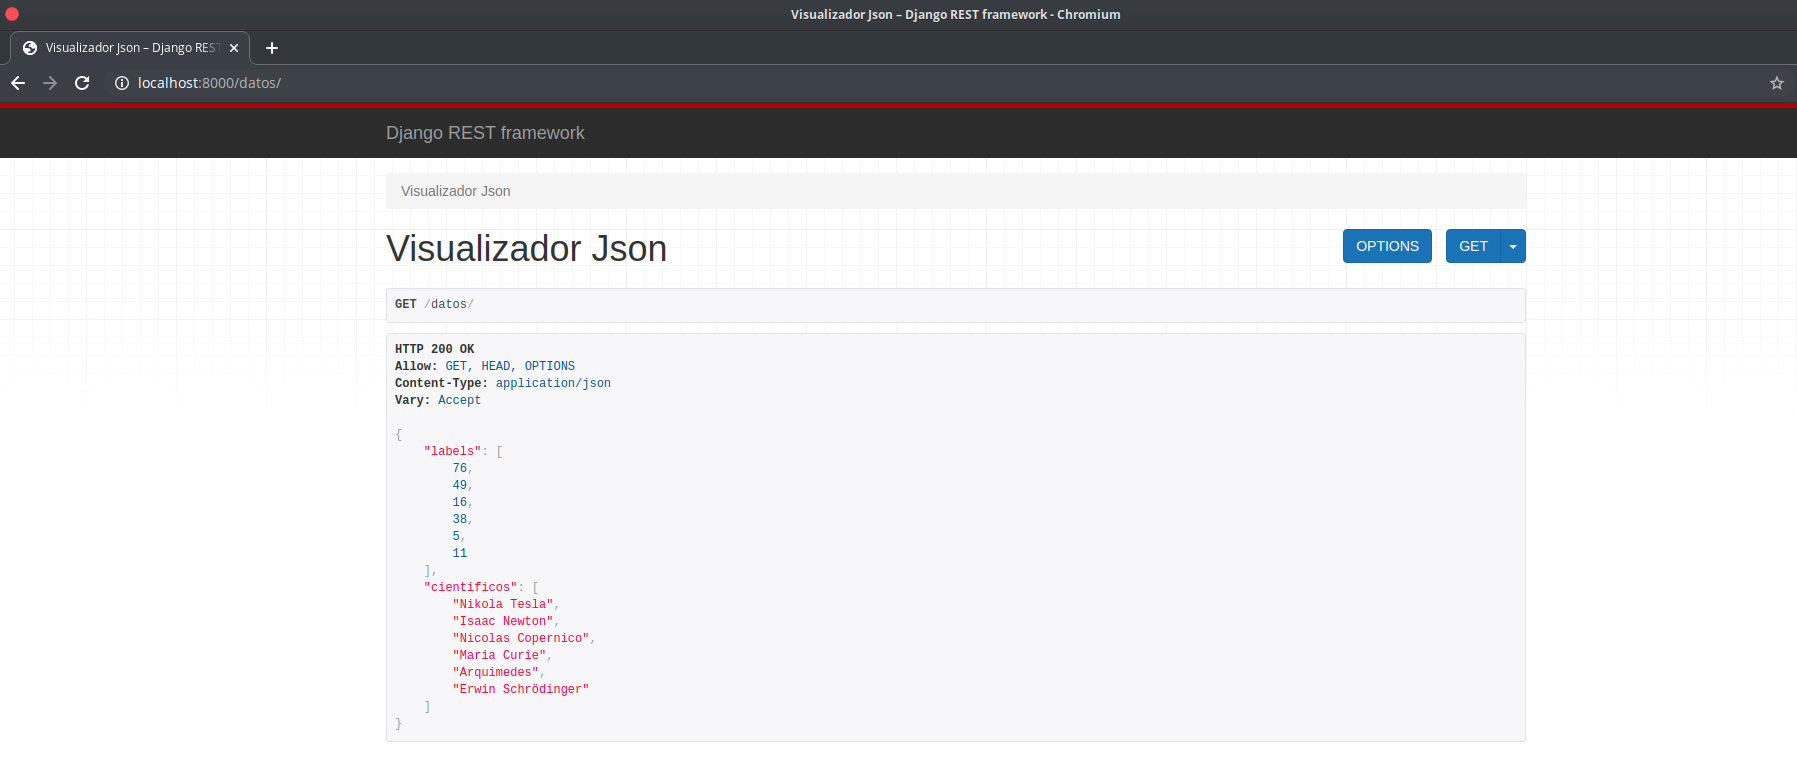 Visualizador Json – Django REST framework - Chromium
Visualizador Json – Django REST
localhost:8000/datos/
Django REST framework
Visualizador Json
Visualizador Json
OPTIONS
GET
GET /datos/
HTTP 200 OK
Allow: GET, HEAD, OPTIONS
Content-Type: application/json
Vary: Accept
{
    "labels": [
        76,
        49,
        16,
        38,
        5,
        11
    ],
    "cientificos": [
        "Nikola Tesla",
        "Isaac Newton",
        "Nicolas Copernico",
        "Maria Curie",
        "Arquimedes",
        "Erwin Schrödinger"
    ]
}